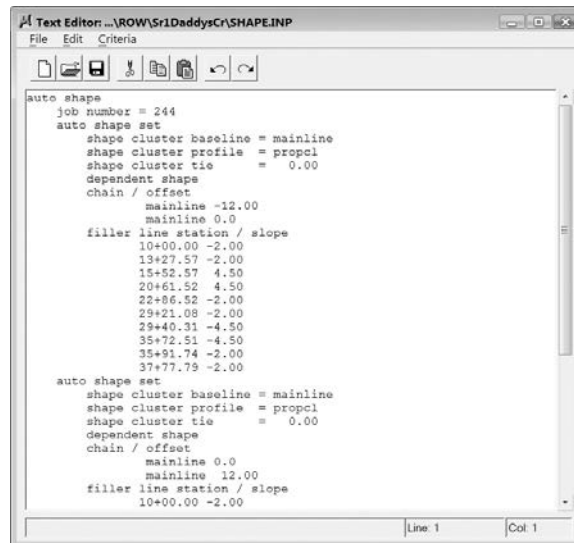 Text Editor: ...\ROW\Sr1DaddysCr\SHAPE.INP
File Edit Criteria
auto shape
job number = 244
auto shape set
shape cluster baseline = mainline
shape cluster profile = propcl
shape cluster tie = 0.00
dependent shape
chain / offset
mainline -12.00
mainline 0.0
filler line station / slope
10+00.00 -2.00
13+27.57 -2.00
15+52.57 4.50
20+61.52 4.50
22+86.52 -2.00
29+21.08 -2.00
29+40.31 -4.50
35+72.51 -4.50
35+91.74 -2.00
37+77.79 -2.00
auto shape set
shape cluster baseline = mainline
shape cluster profile = propcl
shape cluster tie = 0.00
dependent shape
chain / offset
mainline 0.0
mainline 12.00
filler line station / slope
10+00.00 -2.00
Line: 1 Col: 1